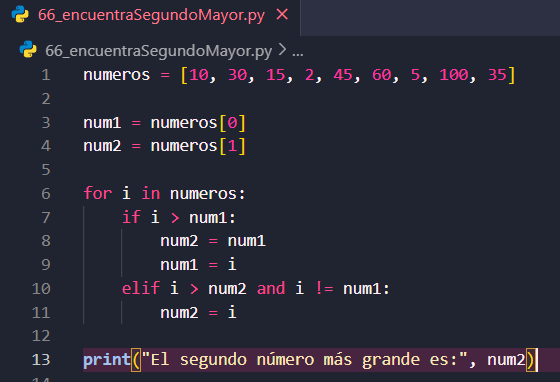 66_encuentraSegundoMayor.py ×
66_encuentraSegundoMayor.py > ...
1 numeros = [10, 30, 15, 2, 45, 60, 5, 100, 35]
2
3 num1 = numeros[0]
4 num2 = numeros[1]
5
6 for i in numeros:
7     if i > num1:
8         num2 = num1
9         num1 = i
10     elif i > num2 and i != num1:
11         num2 = i
12
13 print("El segundo número más grande es:", num2)